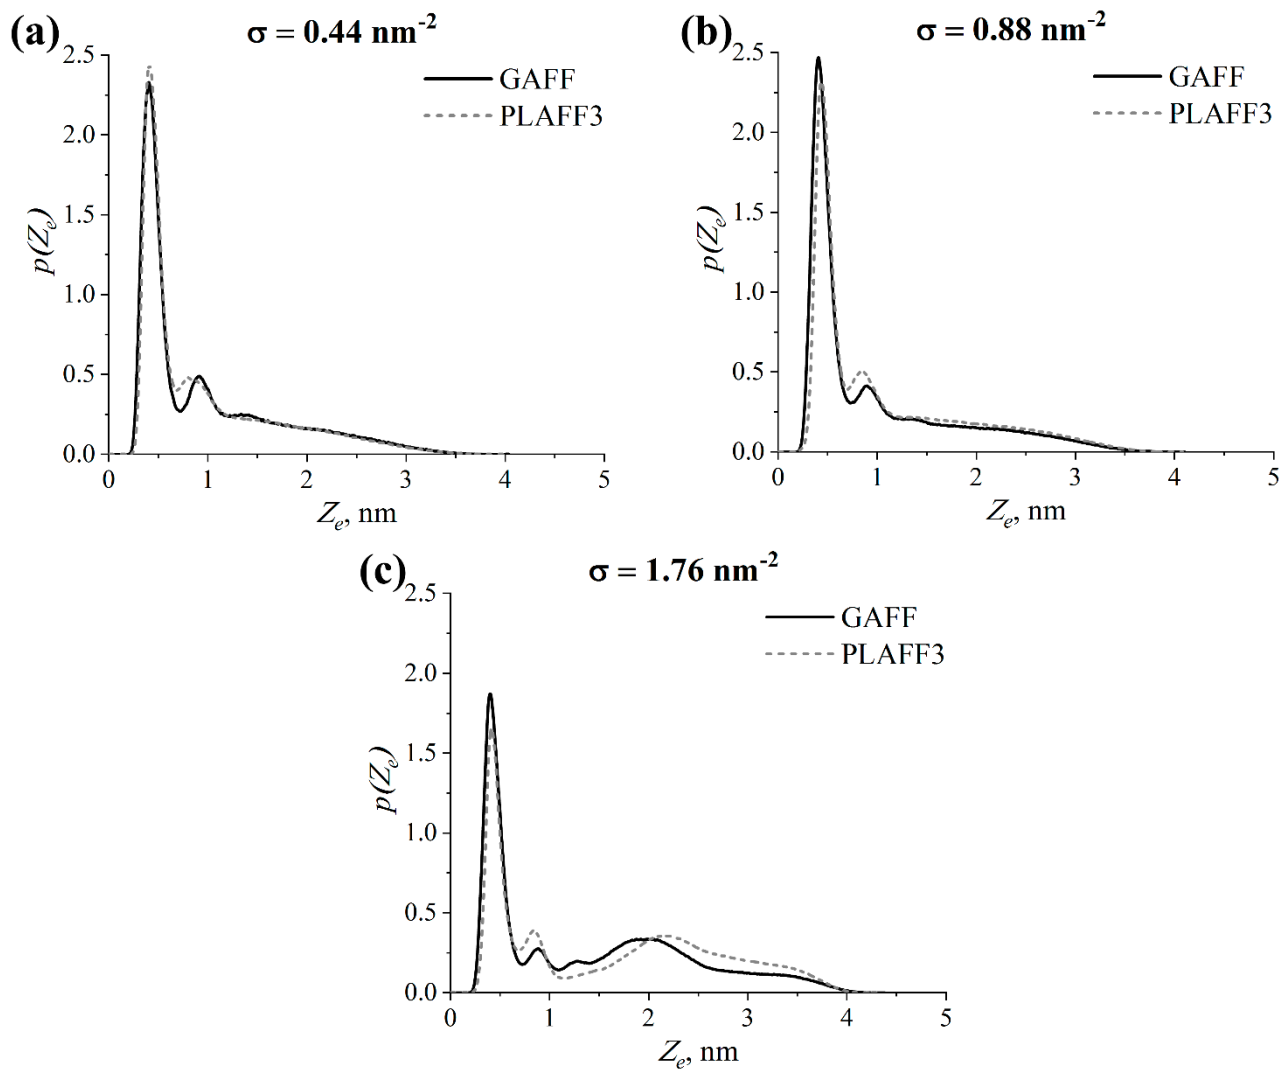 (a)
σ = 0.44 nm-2
2.5
2.0
1.5
1.0
0.5
0.0
p(Ze)
GAFF
PLAFF3
0 1 2 3 4 5
Ze, nm
(b)
σ = 0.88 nm-2
2.5
2.0
1.5
1.0
0.5
0.0
p(Ze)
GAFF
PLAFF3
0 1 2 3 4 5
Ze, nm
(c)
σ = 1.76 nm-2
2.5
2.0
1.5
1.0
0.5
0.0
p(Ze)
GAFF
PLAFF3
0 1 2 3 4 5
Ze, nm